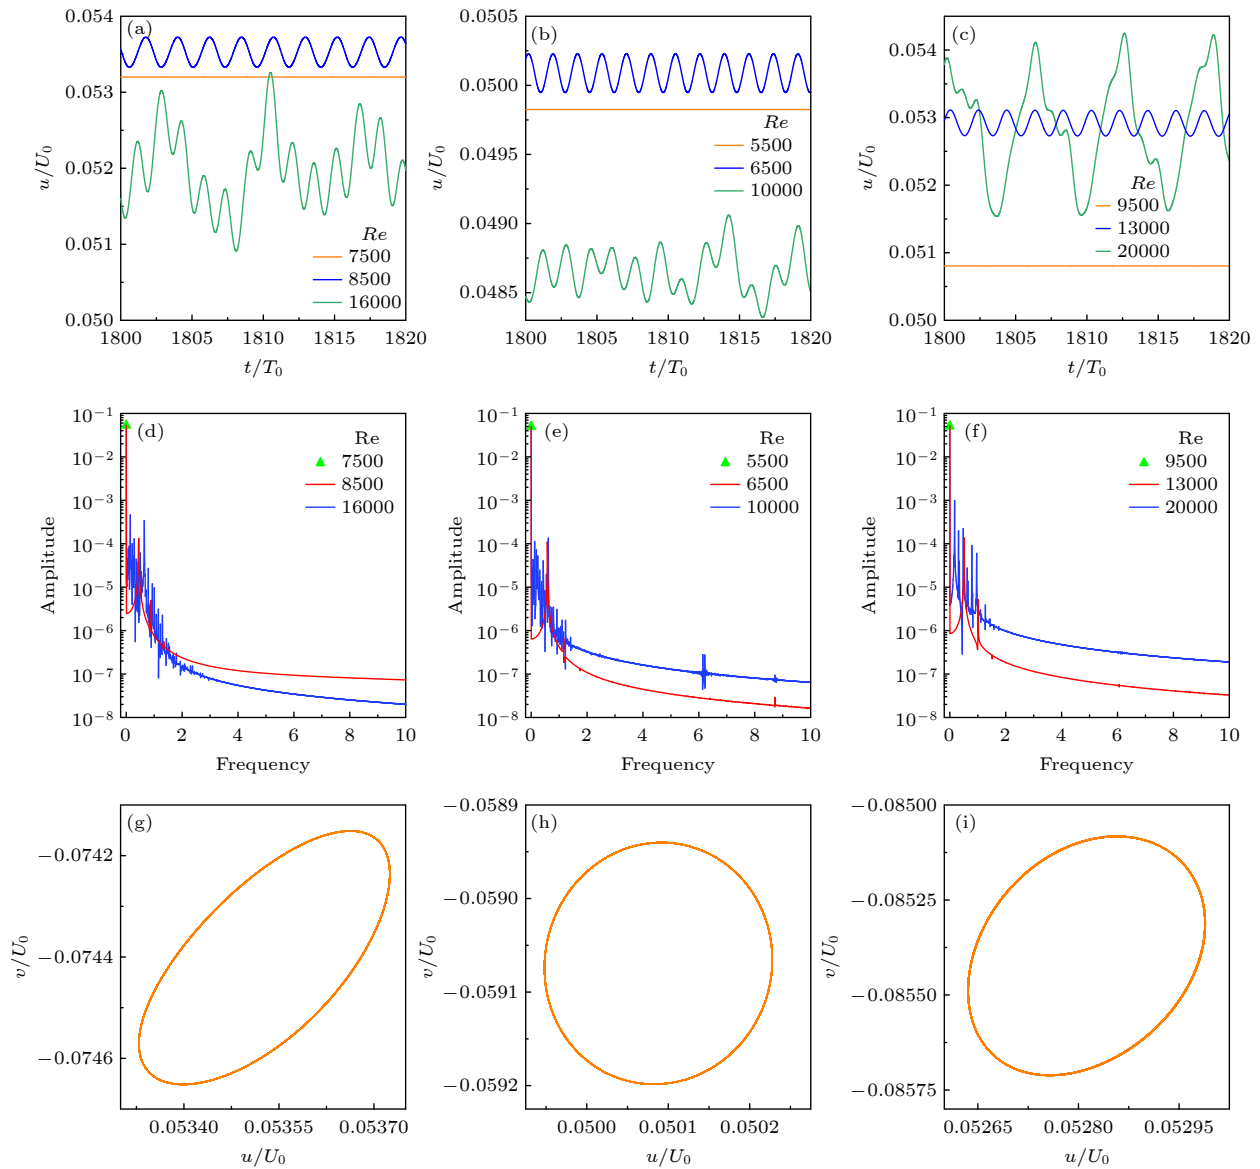 (a)
0.054
0.053
0.052
0.051
0.050
u/U0
1800 1805 1810 1815 1820
t/T0
Re
7500
8500
16000
(b)
0.0505
0.0500
0.0495
0.0490
0.0485
u/U0
1800 1805 1810 1815 1820
t/T0
Re
5500
6500
10000
(c)
0.054
0.053
0.052
0.051
0.050
u/U0
1800 1805 1810 1815 1820
t/T0
Re
9500
13000
20000
(d)
10−1
10−2
10−3
10−4
10−5
10−6
10−7
10−8
Amplitude
0 2 4 6 8 10
Frequency
Re
7500
8500
16000
(e)
10−1
10−2
10−3
10−4
10−5
10−6
10−7
10−8
Amplitude
0 2 4 6 8 10
Frequency
Re
5500
6500
10000
(f)
10−1
10−2
10−3
10−4
10−5
10−6
10−7
10−8
Amplitude
0 2 4 6 8 10
Frequency
Re
9500
13000
20000
(g)
−0.0742
−0.0744
−0.0746
v/U0
0.05340 0.05355 0.05370
u/U0
(h)
−0.0589
−0.0590
−0.0591
−0.0592
v/U0
0.0500 0.0501 0.0502
u/U0
(i)
−0.08500
−0.08525
−0.08550
−0.08575
v/U0
0.05265 0.05280 0.05295
u/U0